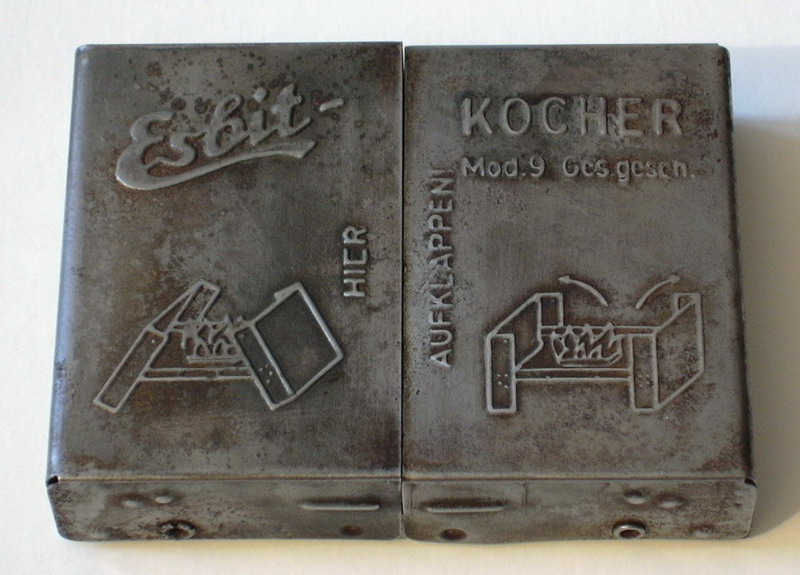 Esbit-
KOCHER
Mod.9 Ges.gesch.
HIER
AUFKLAPPEN!